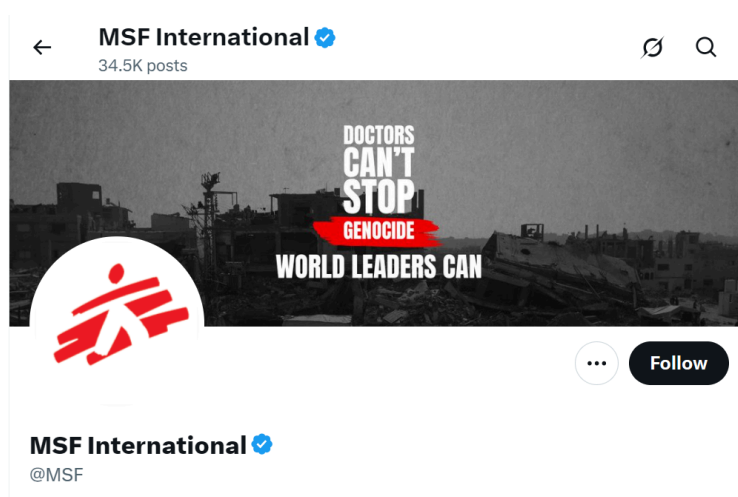 MSF International
34.5K posts
DOCTORS
CAN'T
STOP
GENOCIDE
WORLD LEADERS CAN
Follow
MSF International
@MSF